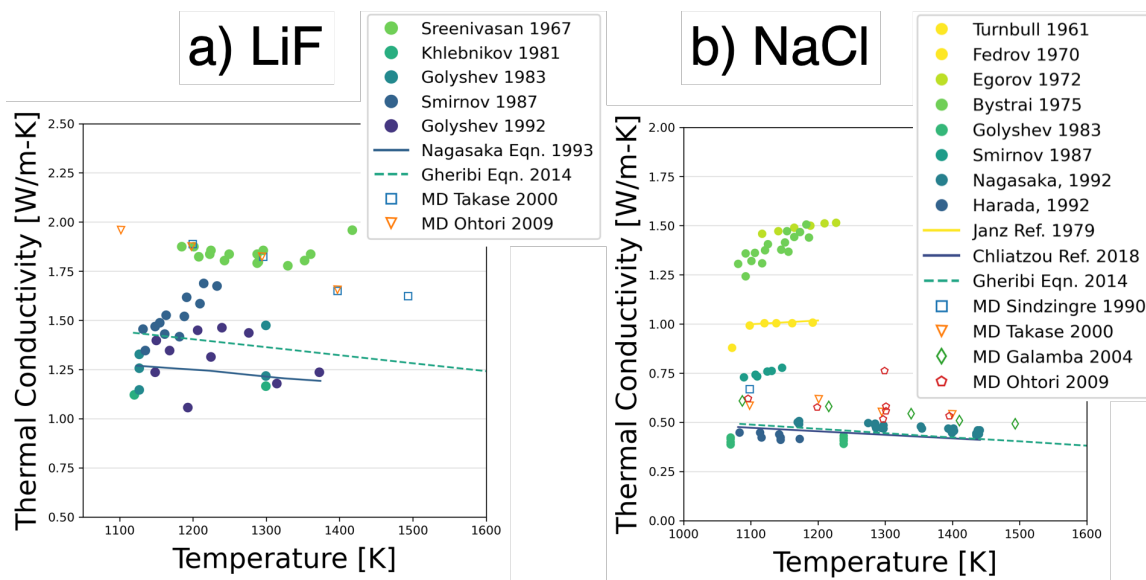 a) LiF
Sreenivasan 1967
Khlebnikov 1981
Golyshev 1983
Smirnov 1987
Golyshev 1992
Nagasaka Eqn. 1993
Gheribi Eqn. 2014
MD Takase 2000
MD Ohtori 2009
Thermal Conductivity [W/m-K]
2.50
2.25
2.00
1.75
1.50
1.25
1.00
0.75
0.50
1100
1200
1300
1400
1500
1600
Temperature [K]
b) NaCl
Turnbull 1961
Fedrov 1970
Egorov 1972
Bystrai 1975
Golyshev 1983
Smirnov 1987
Nagasaka, 1992
Harada, 1992
Janz Ref. 1979
Chliatzou Ref. 2018
Gheribi Eqn. 2014
MD Sindzingre 1990
MD Takase 2000
MD Galamba 2004
MD Ohtori 2009
Thermal Conductivity [W/m-K]
2.00
1.75
1.50
1.25
1.00
0.75
0.50
0.25
0.00
1000
1100
1200
1300
1400
1500
1600
Temperature [K]